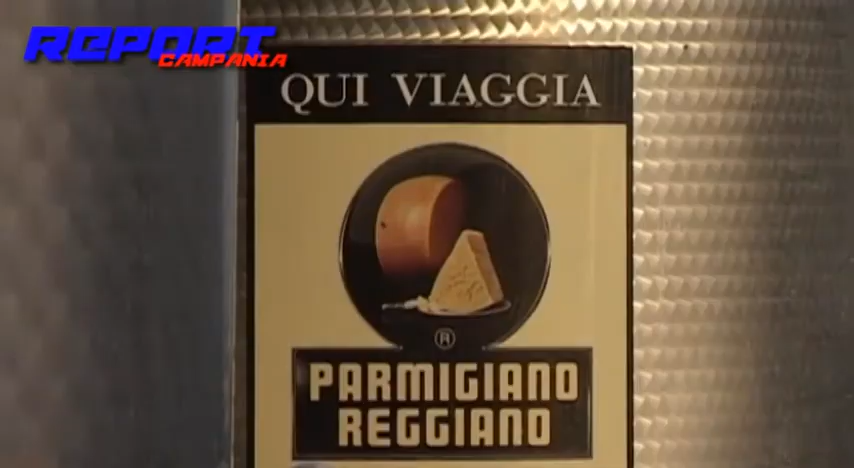 REPORT
CAMPANIA
QUI VIAGGIA
®
PARMIGIANO
REGGIANO